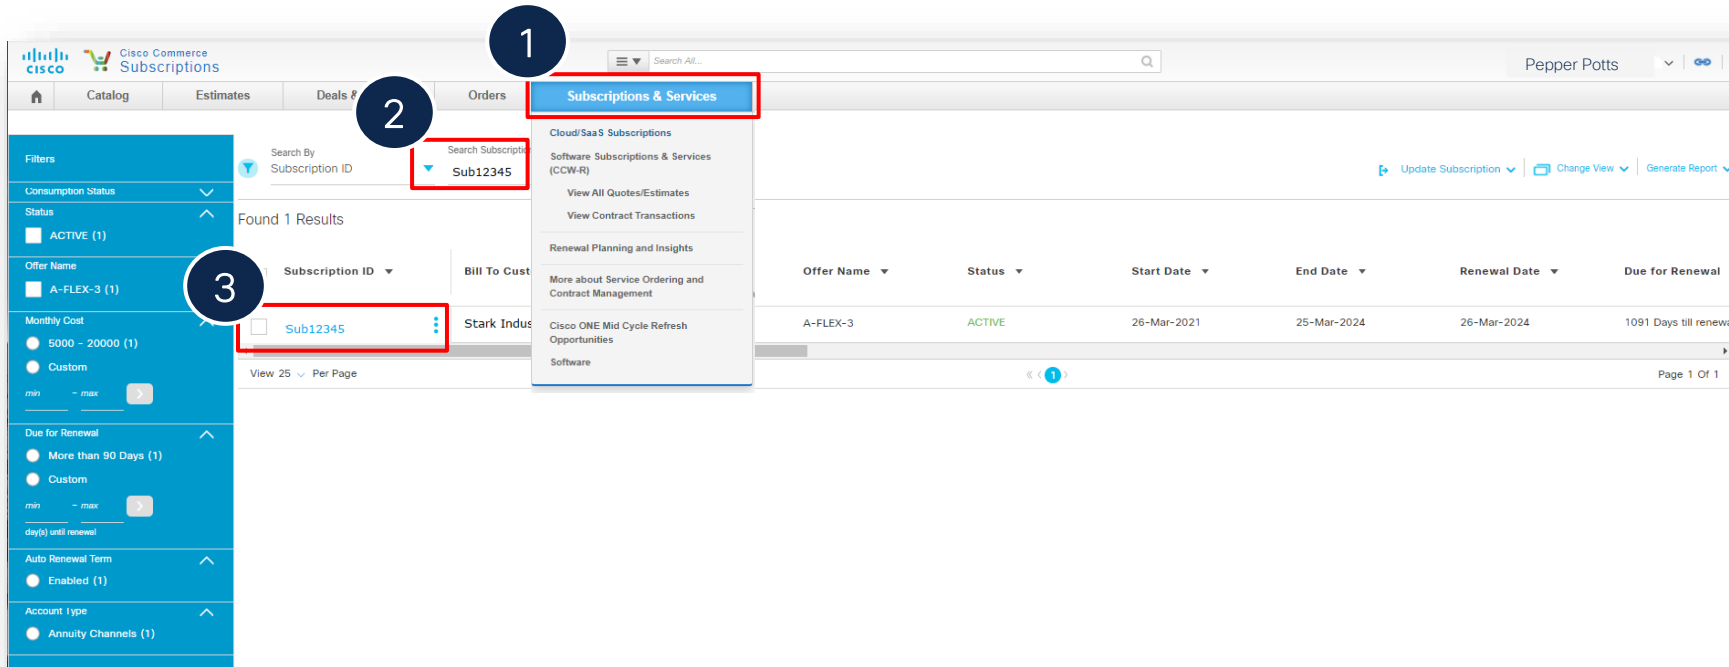 1
CISCO
Cisco Commerce
Subscriptions
Search All...
Pepper Potts
Catalog
Estimates
Deals &
2
Orders
Subscriptions & Services
Filters
Consumption Status
Status
ACTIVE (1)
Offer Name
A-FLEX-3 (1)
Monthly Cost
5000 - 20000 (1)
Custom
min - max
Due for Renewal
More than 90 Days (1)
Custom
min - max
day(s) until renewal
Auto Renewal Term
Enabled (1)
Account Type
Annuity Channels (1)
Search By
Subscription ID
Search Subscription
Sub12345
Cloud/SaaS Subscriptions
Software Subscriptions & Services
(CCW-R)
View All Quotes/Estimates
View Contract Transactions
Renewal Planning and Insights
More about Service Ordering and
Contract Management
Cisco ONE Mid Cycle Refresh
Opportunities
Software
Update Subscription
Change View
Generate Report
Found 1 Results
3
Subscription ID
Bill To Cust
Offer Name
Status
Start Date
End Date
Renewal Date
Due for Renewal
Sub12345
Stark Indus
A-FLEX-3
ACTIVE
26-Mar-2021
25-Mar-2024
26-Mar-2024
1091 Days till renewa
View 25 Per Page
1
Page 1 Of 1